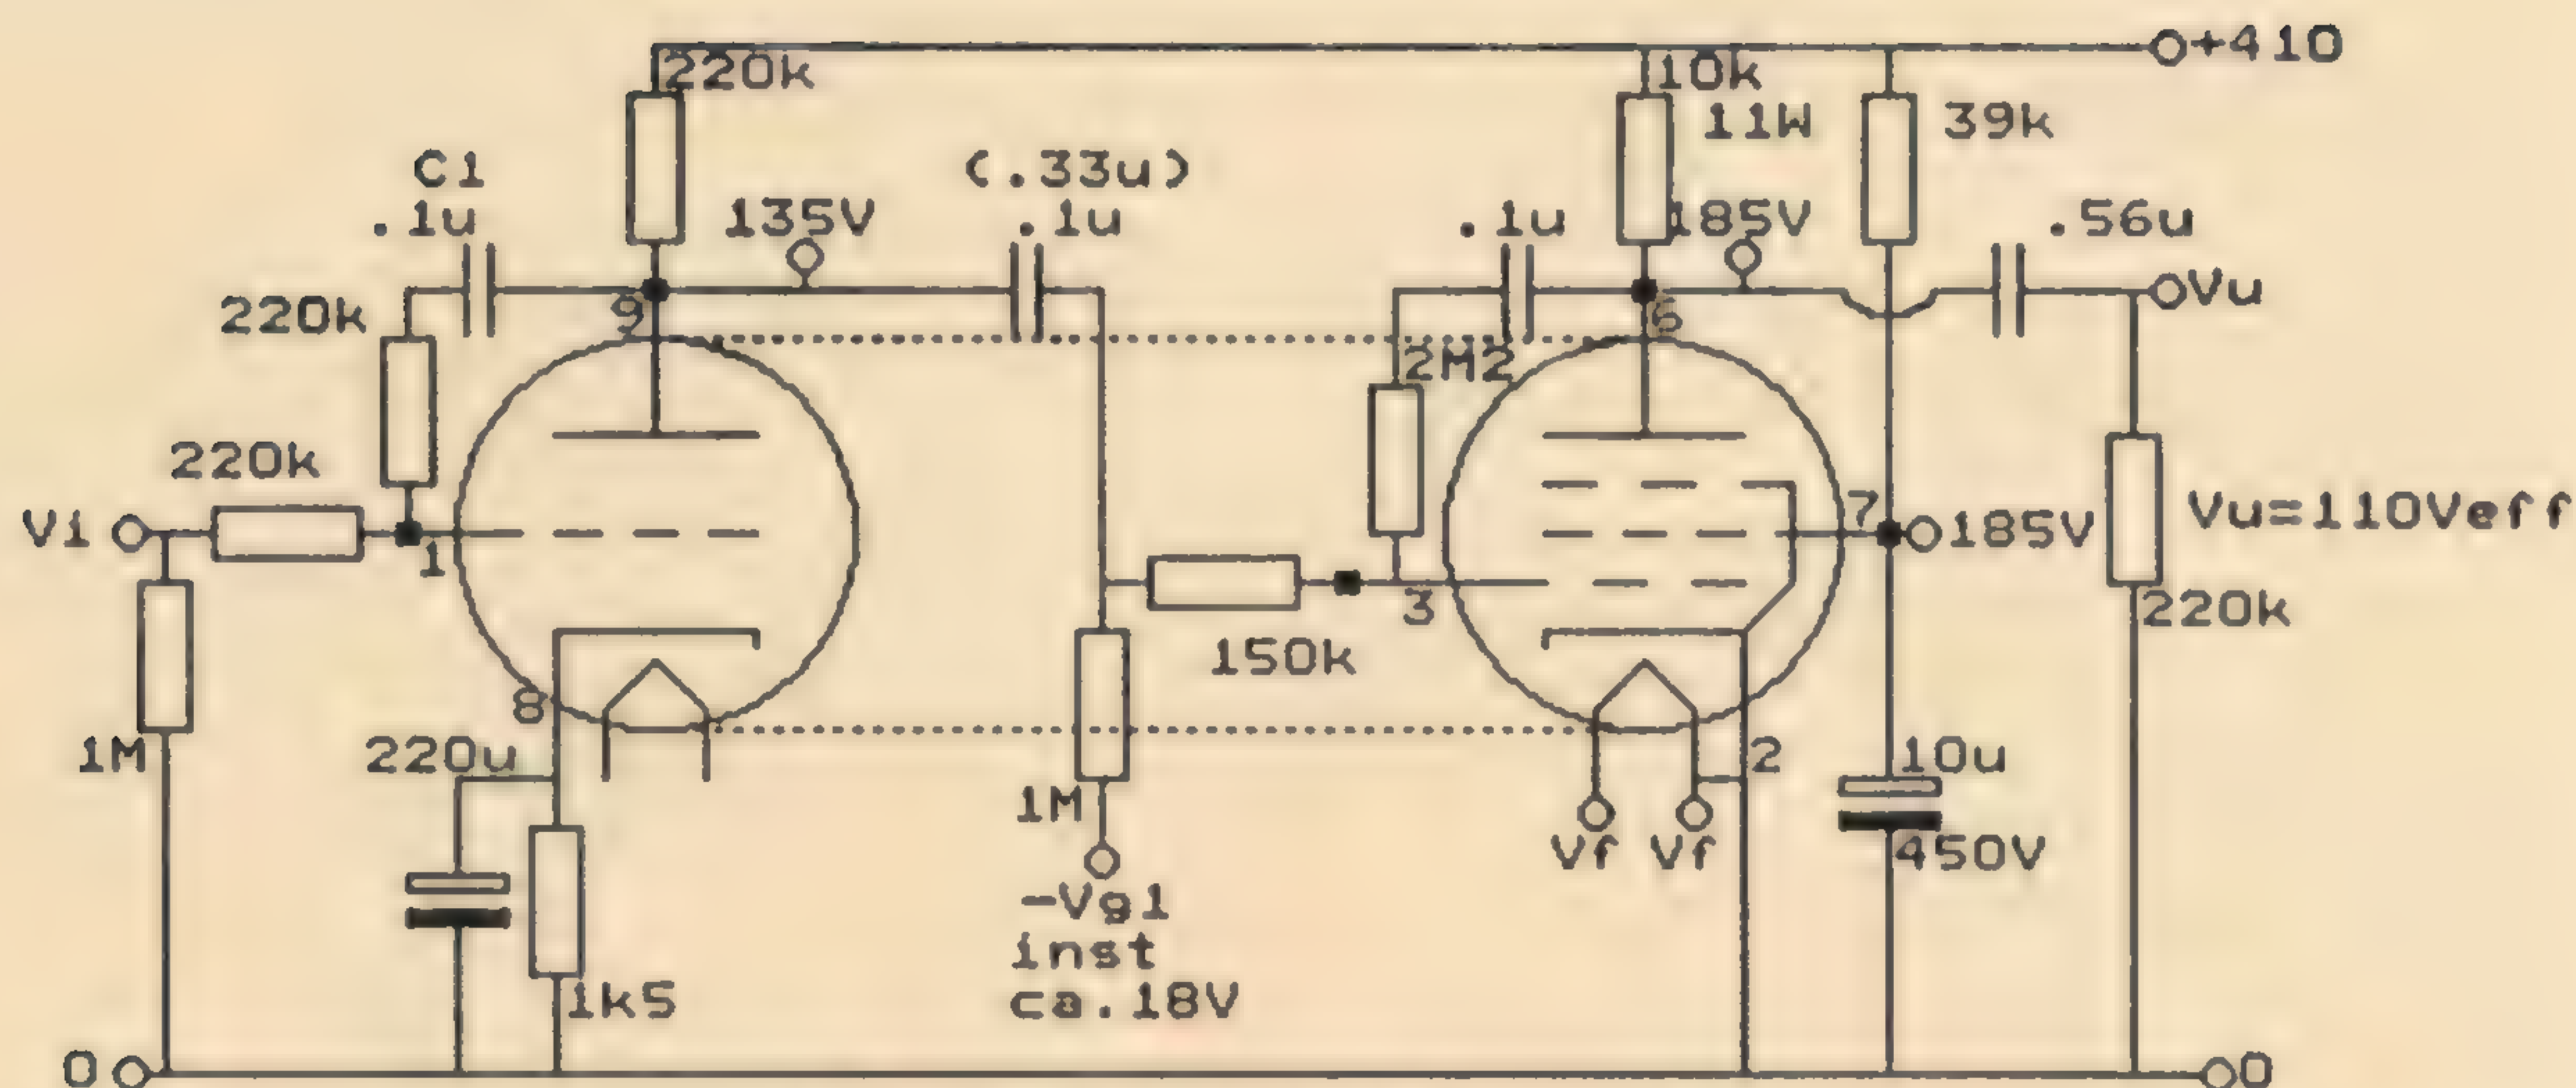 +410
220k
10k
11W
39k
C1
.1u
135V
(.33u)
.1u
.1u
185V
.56u
220k
9
6
Vu
2M2
220k
Vi
1
7
185V
Vu=110Veff
3
220k
150k
8
1M
220u
2
10u
1M
Vf Vf
450V
-Vg1
inst
ca.18V
1k5
0
0